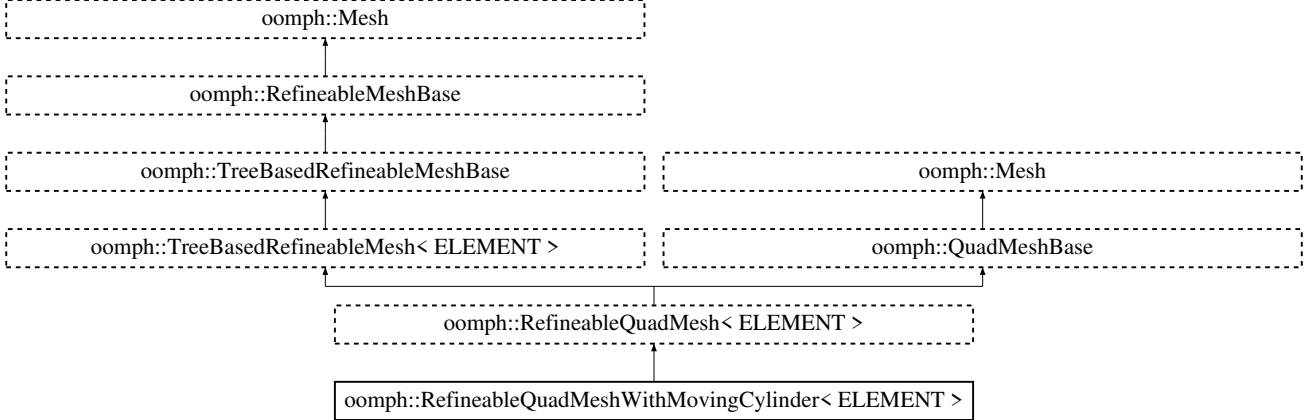 oomph::Mesh
oomph::RefineableMeshBase
oomph::TreeBasedRefineableMeshBase
oomph::Mesh
oomph::TreeBasedRefineableMesh< ELEMENT >
oomph::QuadMeshBase
oomph::RefineableQuadMesh< ELEMENT >
oomph::RefineableQuadMeshWithMovingCylinder< ELEMENT >